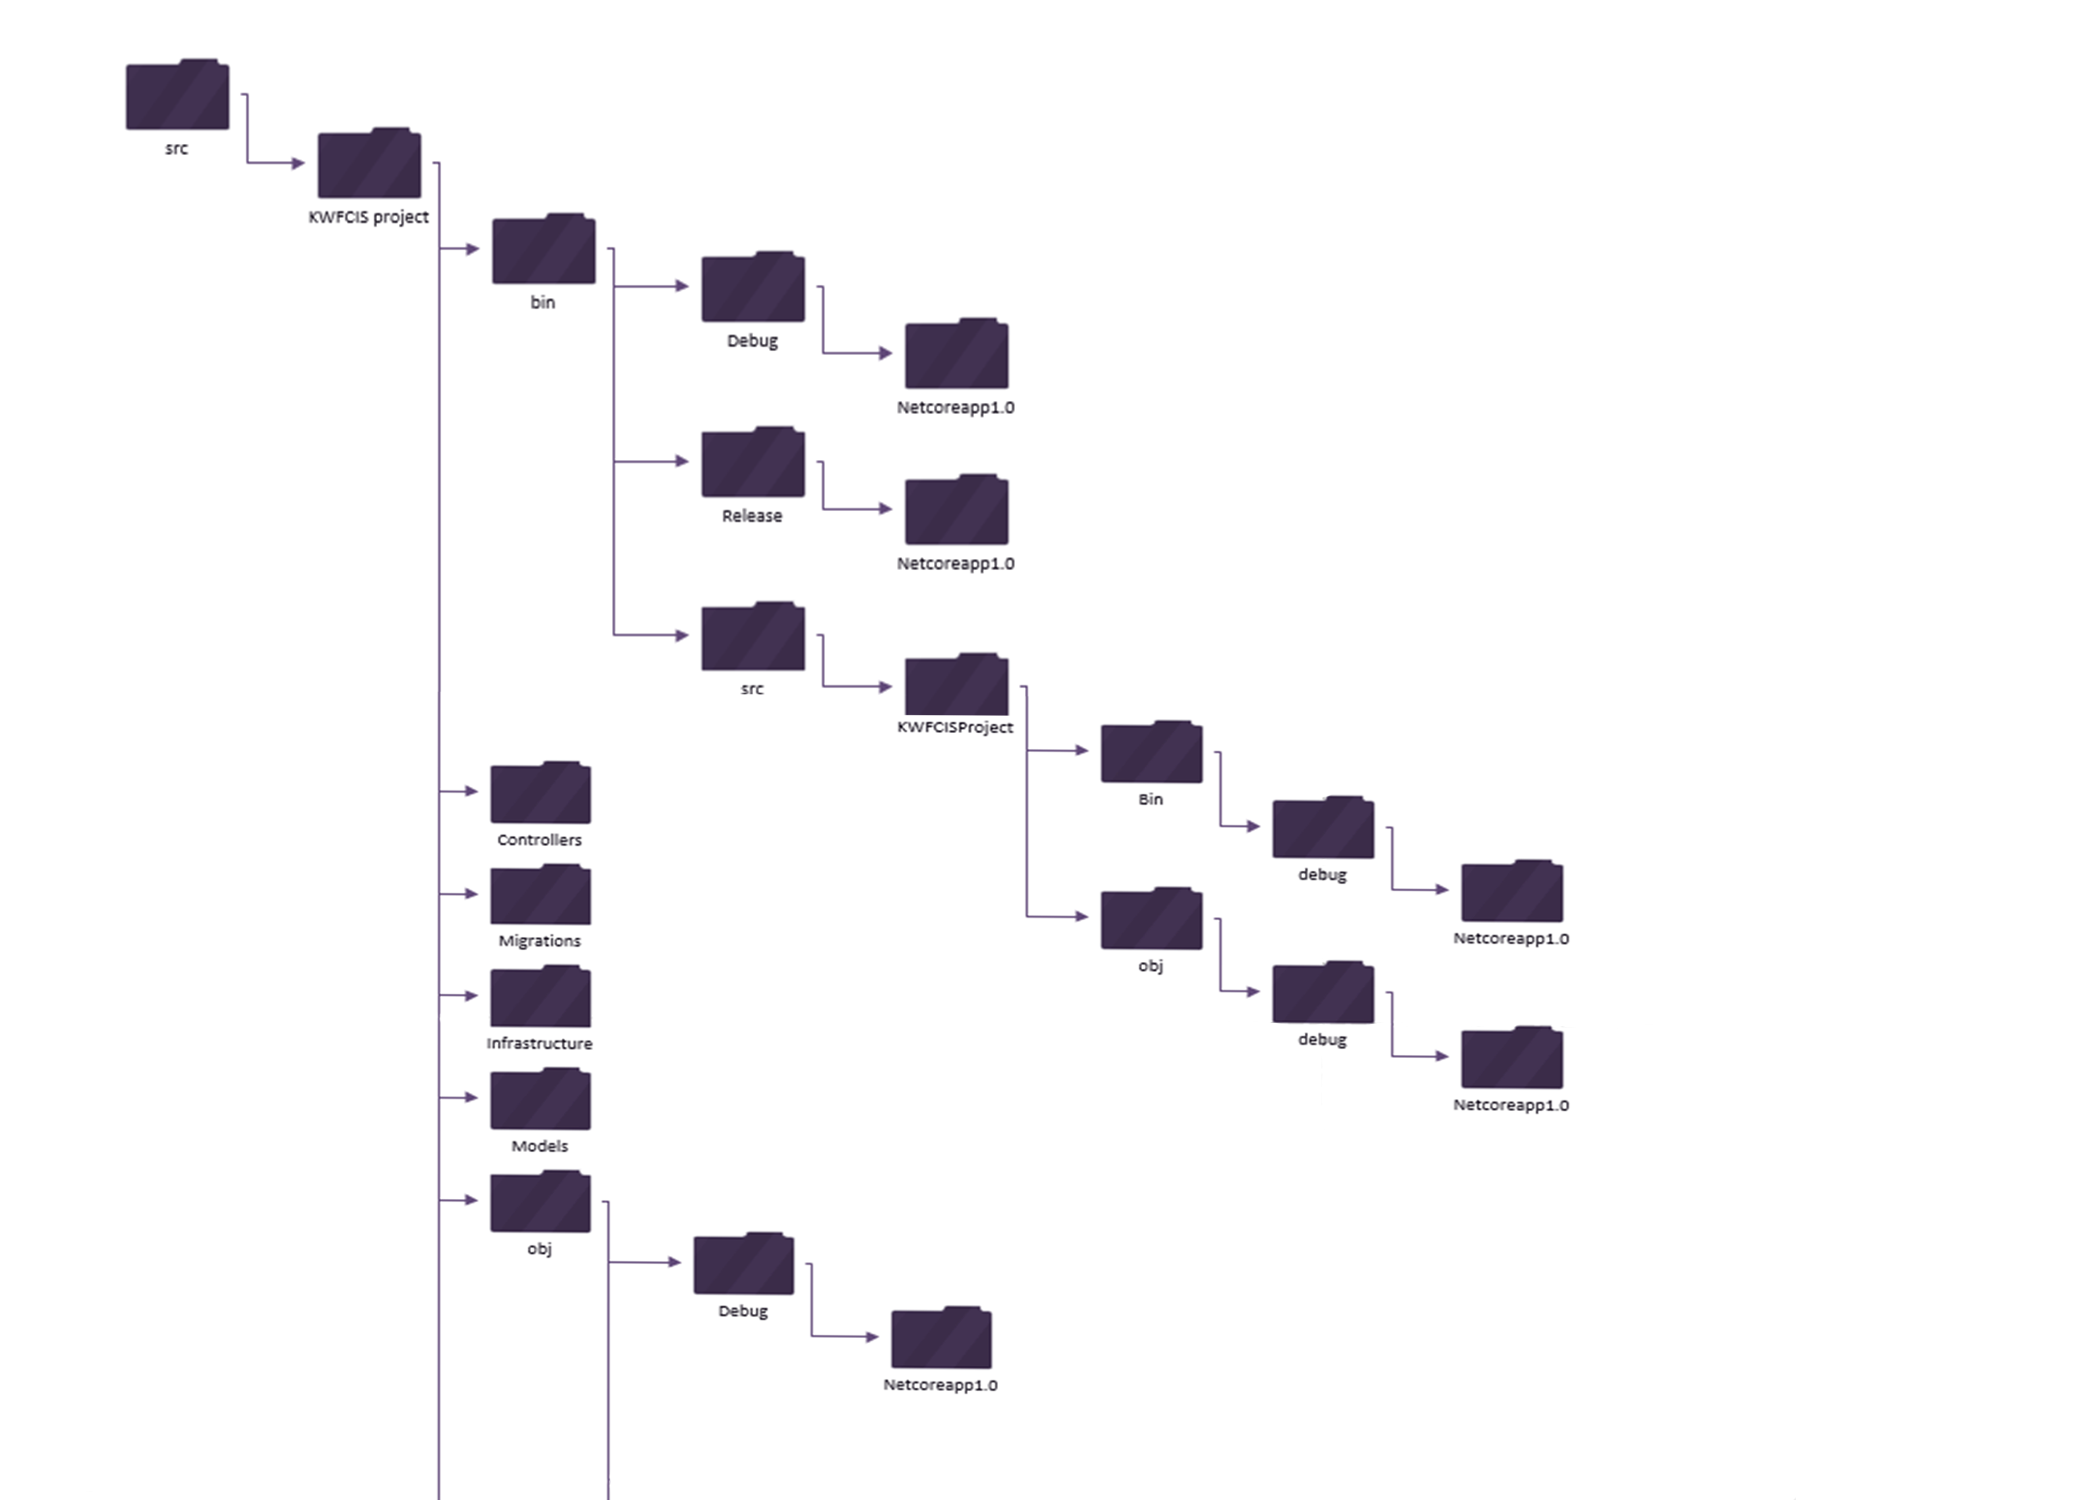 src
KWFCIS project
bin
Debug
Netcoreapp1.0
Release
Netcoreapp1.0
src
KWFCISProject
Bin
debug
Netcoreapp1.0
obj
debug
Netcoreapp1.0
Controllers
Migrations
Infrastructure
Models
obj
Debug
Netcoreapp1.0